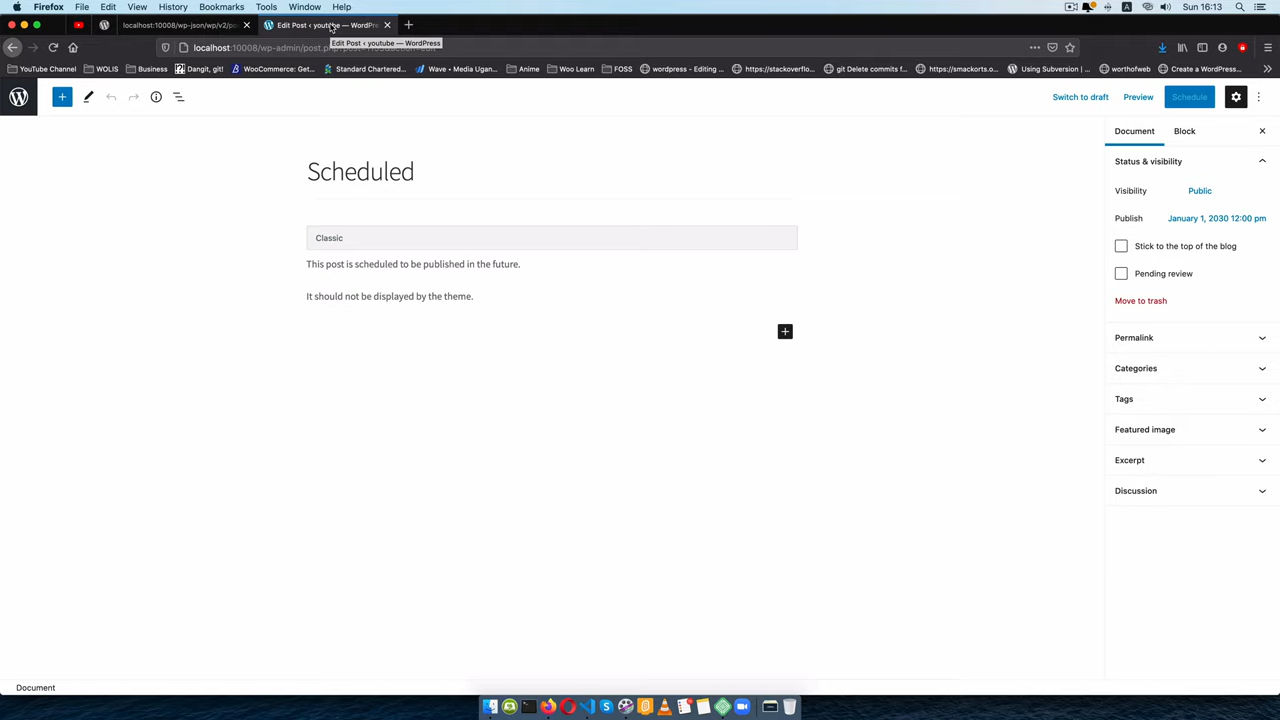 Firefox File Edit View History Bookmarks Tools Window Help
Sun 16:13
localhost:10008/wp-json/wp/v2/po
Edit Post ‹ youtube — WordPre
Edit Post ‹ youtube — WordPress
YouTube Channel WOLIS Business Dangit, git! WooCommerce: Get... Standard Chartered... Wave • Media Ugan... Anime Woo Learn FOSS wordpress - Editing ... https://stackoverflo... git Delete commits f... https://smackorts.o... Using Subversion |... worthofweb Create a WordPress...
Switch to draft Preview Schedule
Document Block
Status & visibility
Scheduled
Visibility Public
Publish January 1, 2030 12:00 pm
Classic
Stick to the top of the blog
This post is scheduled to be published in the future.
Pending review
It should not be displayed by the theme.
Move to trash
Permalink
Categories
Tags
Featured image
Excerpt
Discussion
Document